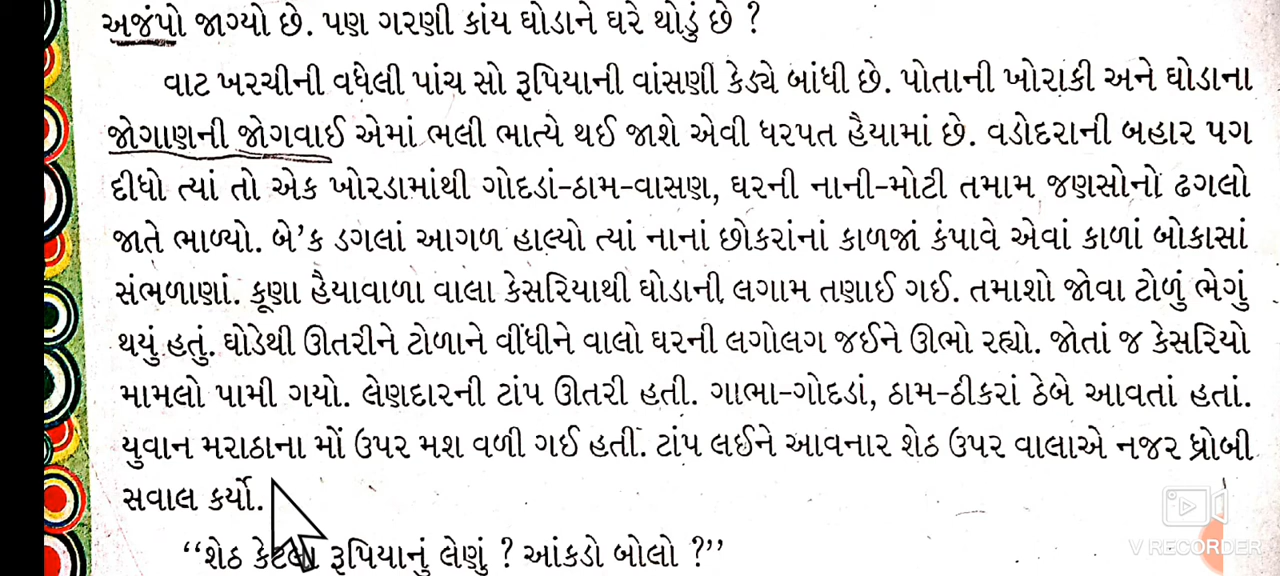 અજંપો જાગ્યો છે. પણ ગરણી કાંય ઘોડાને ઘરે થોડું છે ?
વાટ ખરચીની વધેલી પાંચ સો રૂપિયાની વાંસણી કેડ્યે બાંધી છે. પોતાની ખોરાકી અને ઘોડાના
જોગાણની જોગવાઈ એમાં ભલી ભાત્યે થઈ જાશે એવી ધરપત હૈયામાં છે. વડોદરાની બહાર પગ
દીધો ત્યાં તો એક ખોરડામાંથી ગોદડાં-ઠામ-વાસણ, ઘરની નાની-મોટી તમામ જણસોનો ઢગલો
જાતે ભાળ્યો. બે’ક ડગલાં આગળ હાલ્યો ત્યાં નાનાં છોકરાંનાં કાળજાં કંપાવે એવાં કાળાં બોકાસાં
સંભળાણાં. કૂણા હૈયાવાળા વાલા કેસરિયાથી ઘોડાની લગામ તણાઈ ગઈ. તમાશો જોવા ટોળું ભેગું
થયું હતું. ઘોડેથી ઊતરીને ટોળાને વીંધીને વાલો ઘરની લગોલગ જઈને ઊભો રહ્યો. જોતાં જ કેસરિયો
મામલો પામી ગયો. લેણદારની ટાંપ ઊતરી હતી. ગાભા-ગોદડાં, ઠામ-ઠીકરાં ઠેબે આવતાં હતાં.
યુવાન મરાઠાના મોં ઉપર મશ વળી ગઈ હતી. ટાંપ લઈને આવનાર શેઠ ઉપર વાલાએ નજર ધ્રોબી
સવાલ કર્યો.
“શેઠ કેટલા રૂપિયાનું લેણું ? આંકડો બોલો ?”
V RECORDER